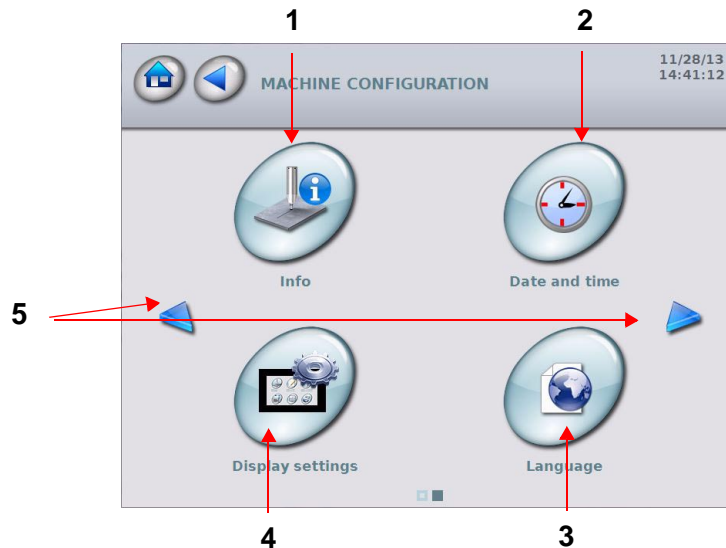 1 2
11/28/13
14:41:12
MACHINE CONFIGURATION
Info Date and time
5
Display settings Language
4 3